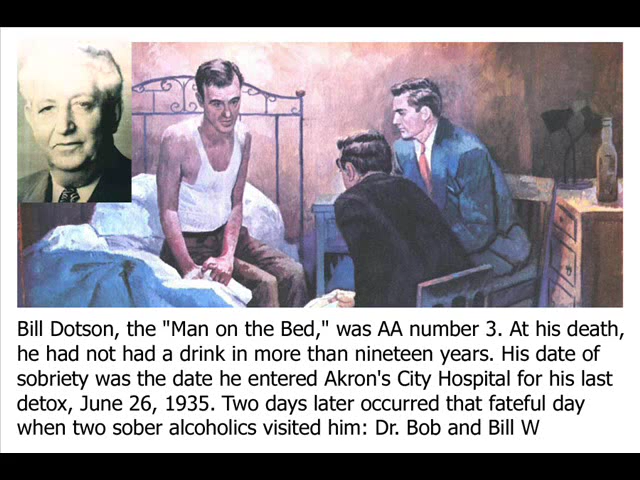 Bill Dotson, the "Man on the Bed," was AA number 3. At his death,
he had not had a drink in more than nineteen years. His date of
sobriety was the date he entered Akron's City Hospital for his last
detox, June 26, 1935. Two days later occurred that fateful day
when two sober alcoholics visited him: Dr. Bob and Bill W